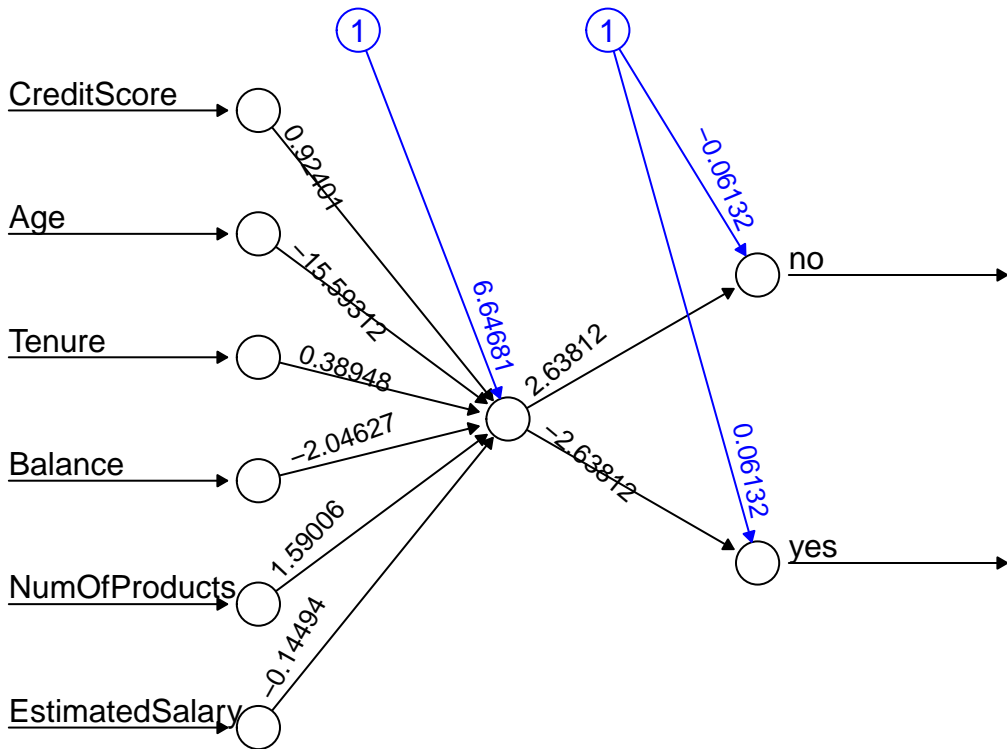 1
1
CreditScore
0.92401
−0.06132
Age
−15.59312
no
6.64681
Tenure
0.38948
2.63812
−2.04627
−2.63812
0.06132
Balance
yes
1.59006
NumOfProducts
−0.14494
EstimatedSalary